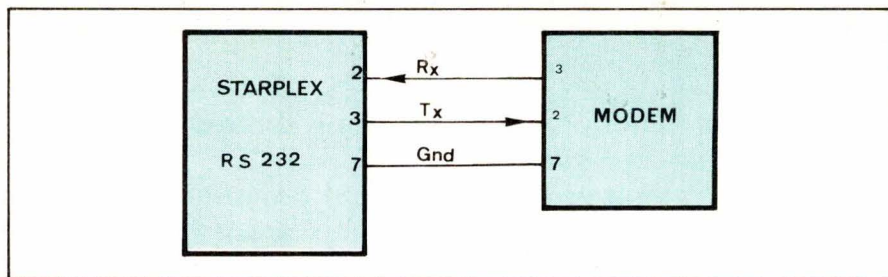 2 Rx 3
STARPLEX
3 Tx 2 MODEM
RS 232
7 Gnd 7